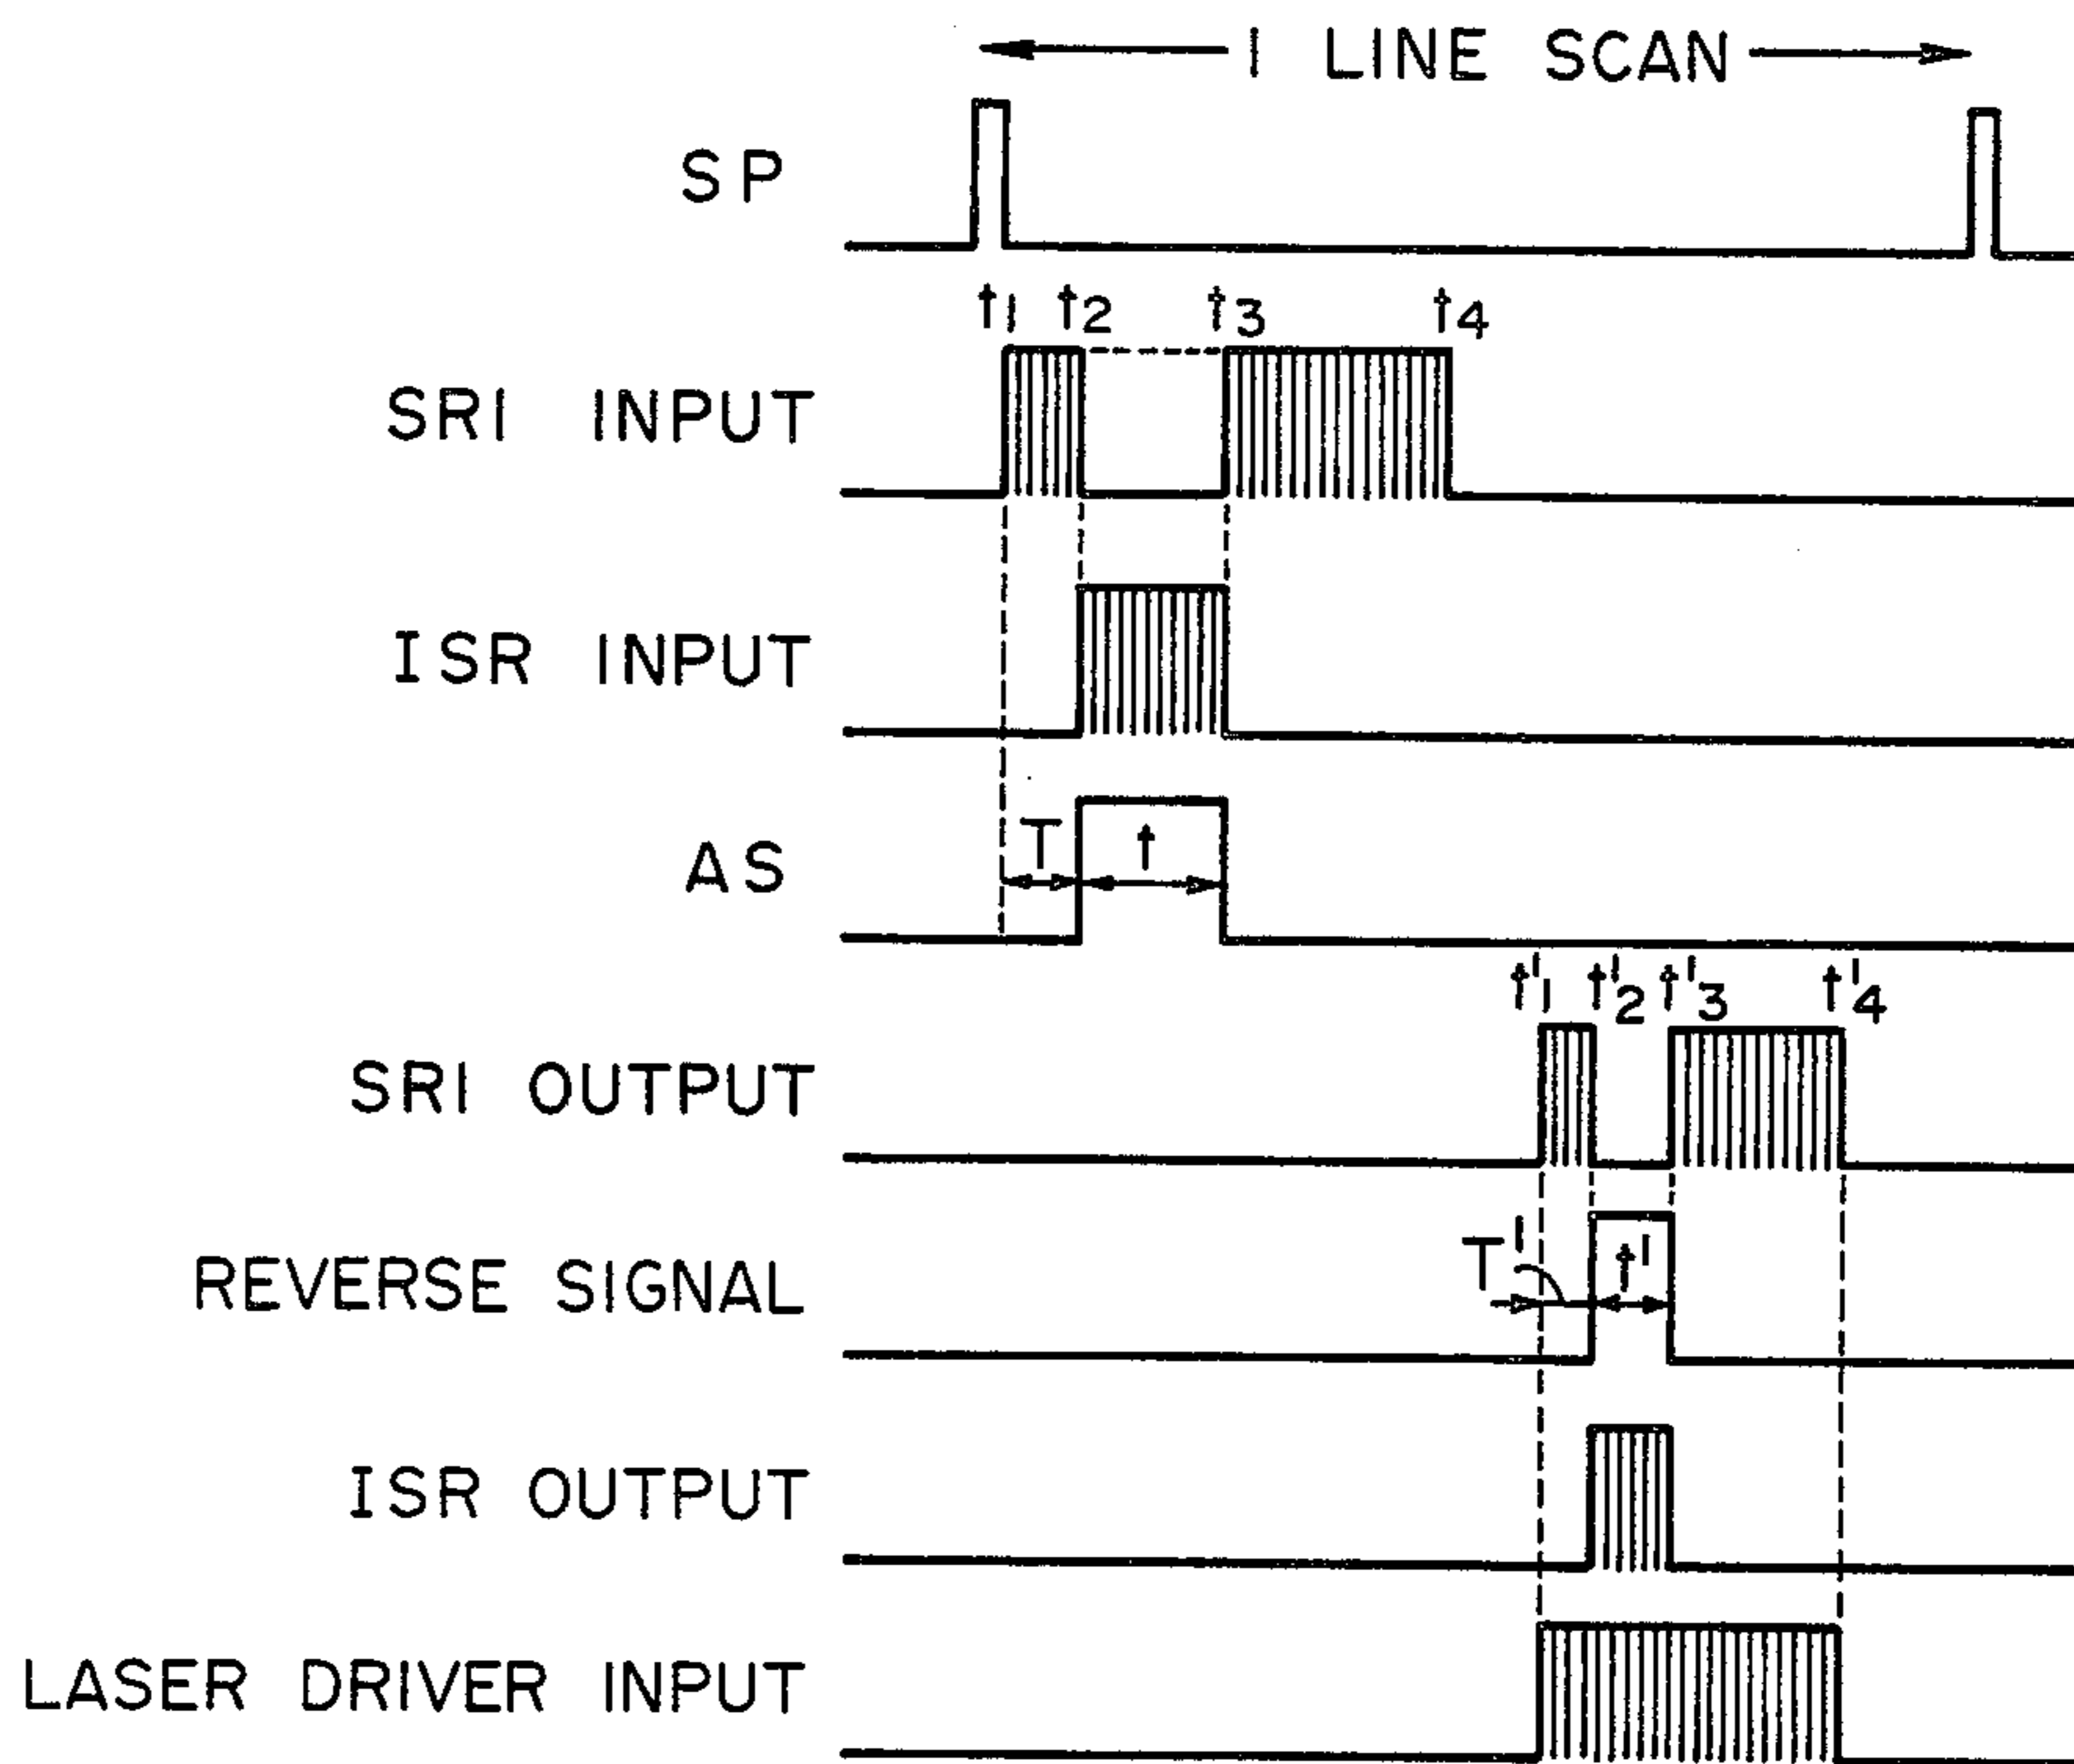 1 LINE SCAN
SP
t1 t2 t3 t4
SRI INPUT
ISR INPUT
AS
T t
t'1 t'2 t'3 t'4
SRI OUTPUT
REVERSE SIGNAL
T' t'
ISR OUTPUT
LASER DRIVER INPUT